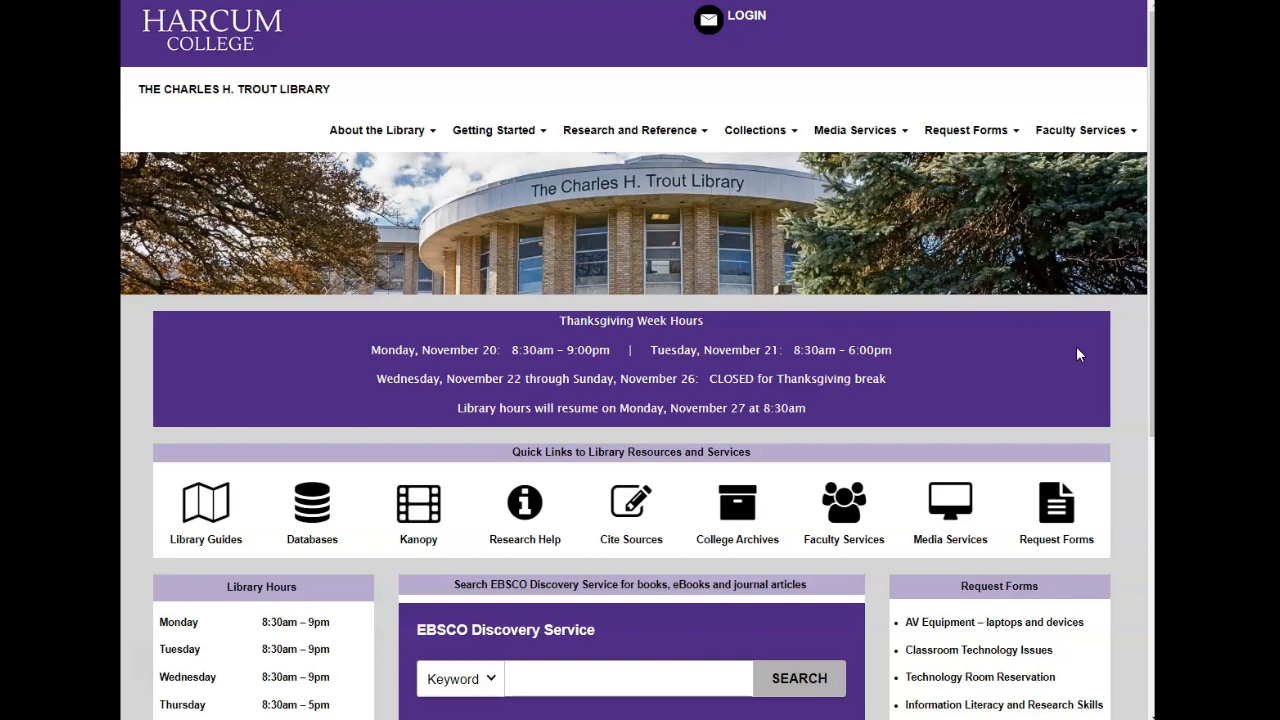 HARCUM
COLLEGE
LOGIN
THE CHARLES H. TROUT LIBRARY
About the Library Getting Started Research and Reference Collections Media Services Request Forms Faculty Services
The Charles H. Trout Library
Thanksgiving Week Hours
Monday, November 20: 8:30am – 9:00pm | Tuesday, November 21: 8:30am – 6:00pm
Wednesday, November 22 through Sunday, November 26: CLOSED for Thanksgiving break
Library hours will resume on Monday, November 27 at 8:30am
Quick Links to Library Resources and Services
Library Guides Databases Kanopy Research Help Cite Sources College Archives Faculty Services Media Services Request Forms
Library Hours
Monday 8:30am – 9pm
Tuesday 8:30am – 9pm
Wednesday 8:30am – 9pm
Thursday 8:30am – 5pm
Search EBSCO Discovery Service for books, eBooks and journal articles
EBSCO Discovery Service
Keyword SEARCH
Request Forms
AV Equipment – laptops and devices
Classroom Technology Issues
Technology Room Reservation
Information Literacy and Research Skills